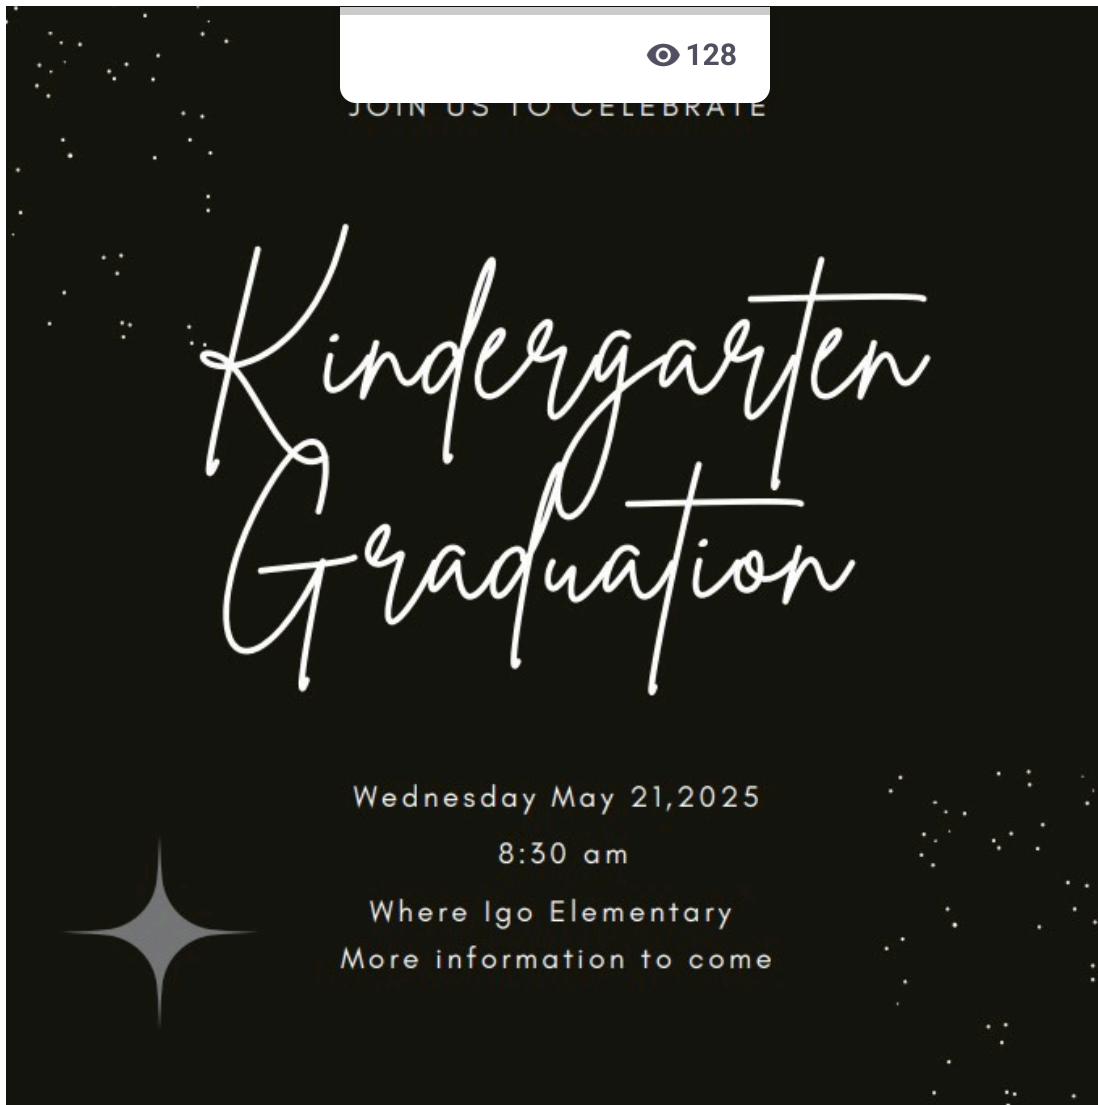 128
JOIN US TO CELEBRATE
Kindergarten
Graduation
Wednesday May 21,2025
8:30 am
Where Igo Elementary
More information to come